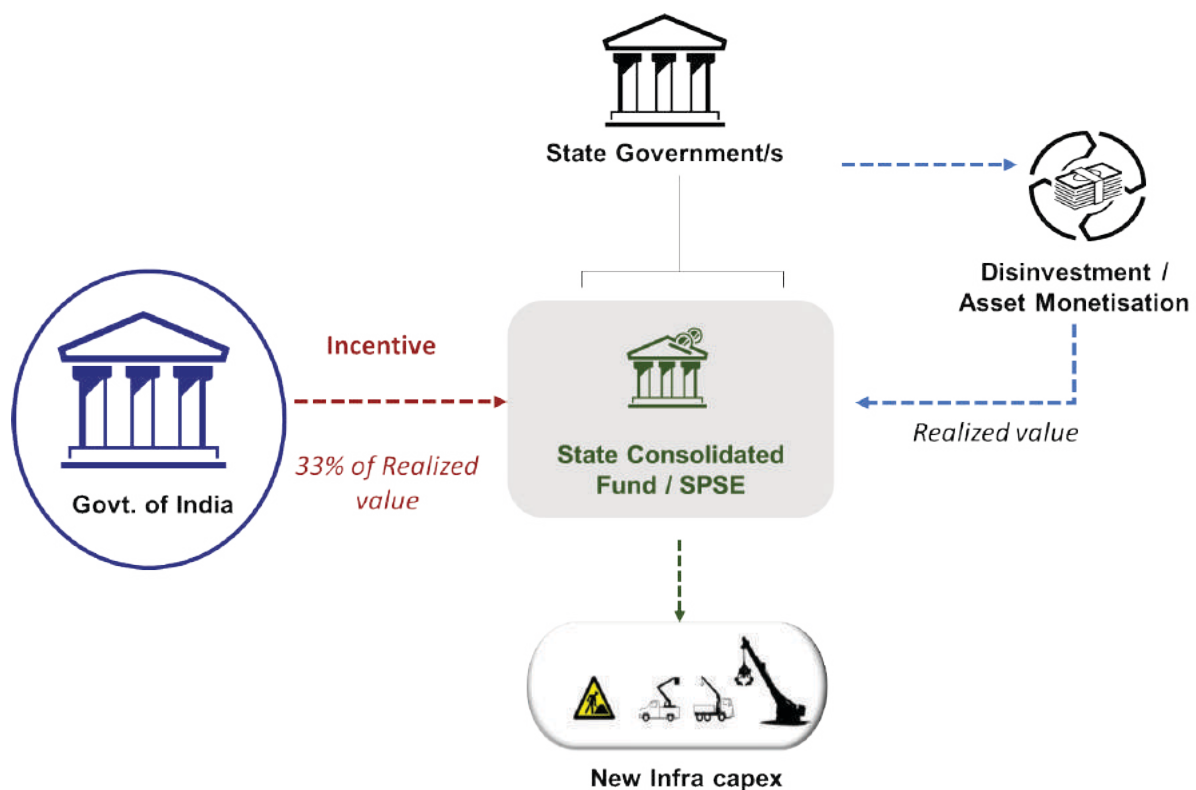 State Government/s
Disinvestment /
Asset Monetisation
Incentive
33% of Realized
value
Govt. of India
State Consolidated
Fund / SPSE
Realized value
New Infra capex